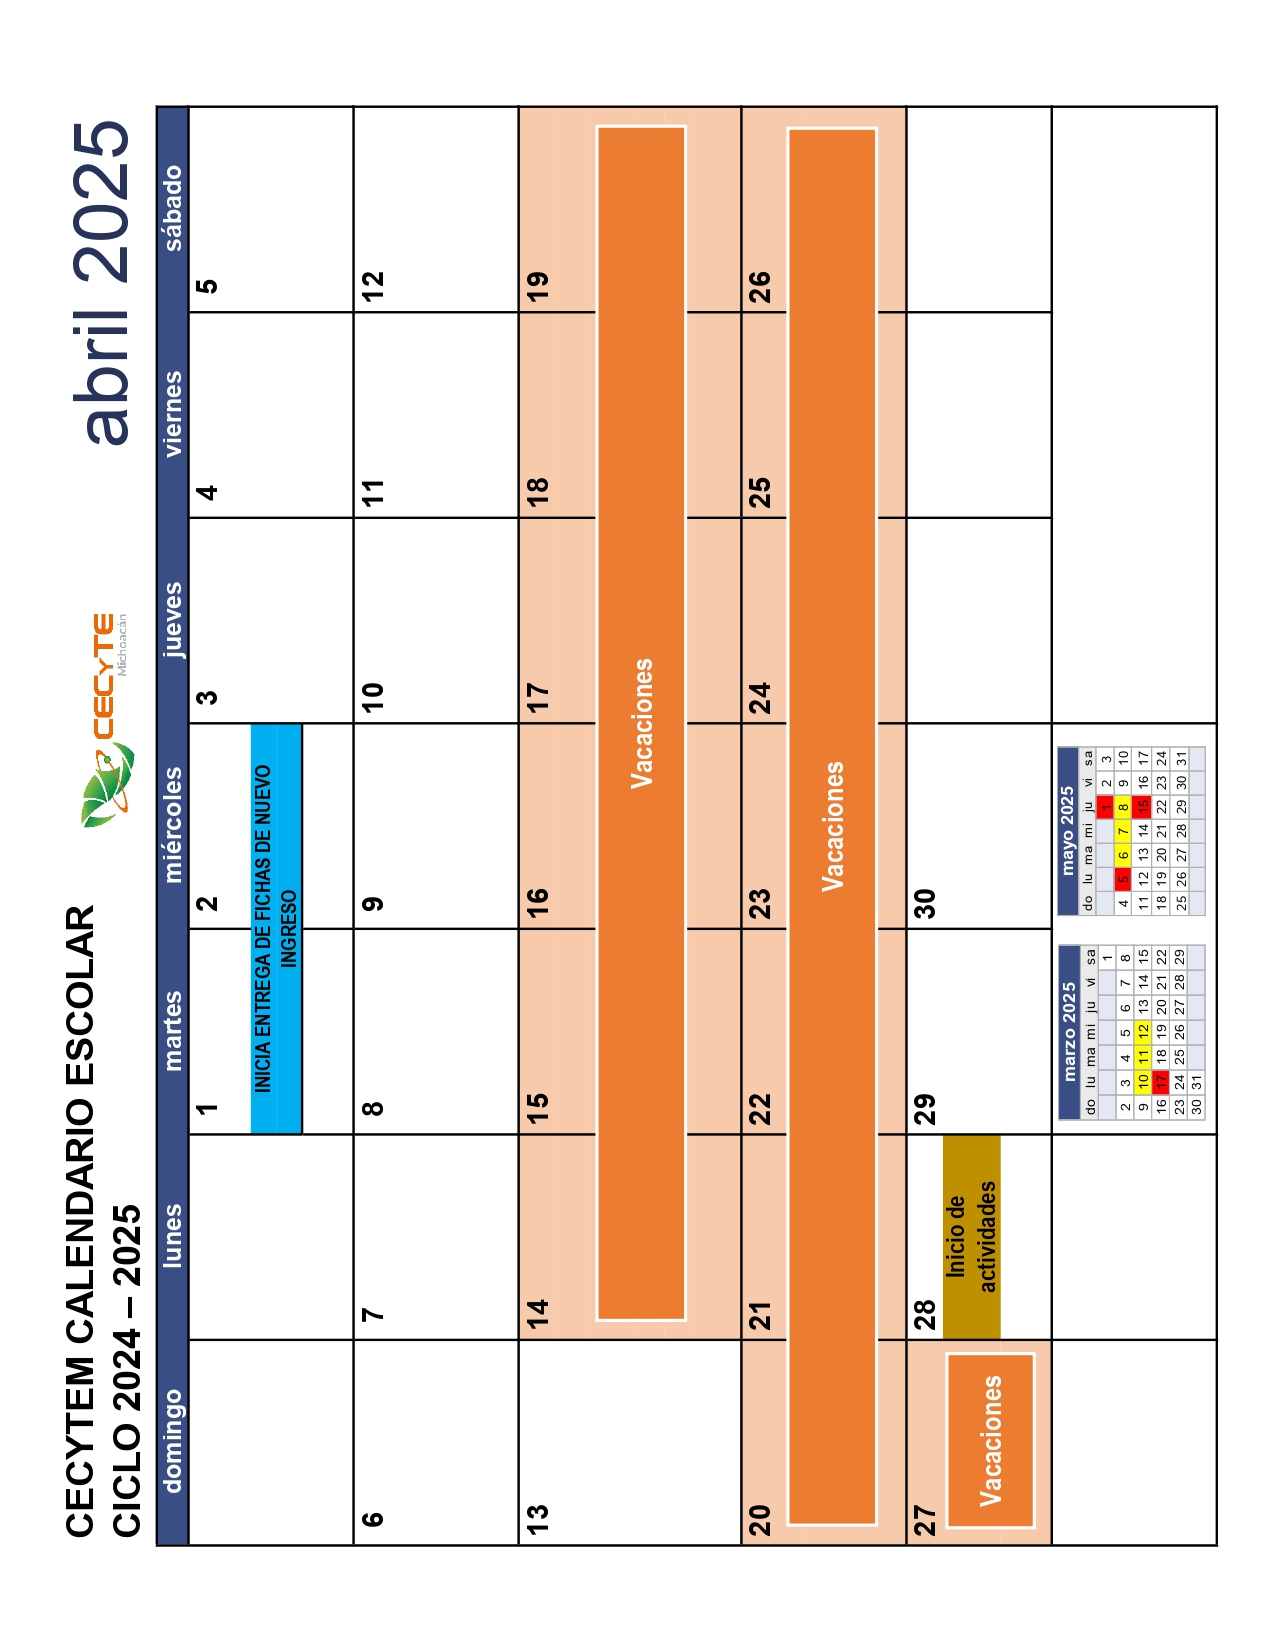 CECYTEM CALENDARIO ESCOLAR
CICLO 2024 – 2025
CECyTE
Michoacán
abril 2025
domingo lunes martes miércoles jueves viernes sábado
1 2 3 4 5
INICIA ENTREGA DE FICHAS DE NUEVO
INGRESO
6 7 8 9 10 11 12
13 14 15 16 17 18 19
Vacaciones
20 21 22 23 24 25 26
Vacaciones
27 28 29 30
Vacaciones
Inicio de
actividades
marzo 2025
do lu ma mi ju vi sa
1
2 3 4 5 6 7 8
9 10 11 12 13 14 15
16 17 18 19 20 21 22
23 24 25 26 27 28 29
30 31
mayo 2025
do lu ma mi ju vi sa
1 2 3
4 5 6 7 8 9 10
11 12 13 14 15 16 17
18 19 20 21 22 23 24
25 26 27 28 29 30 31